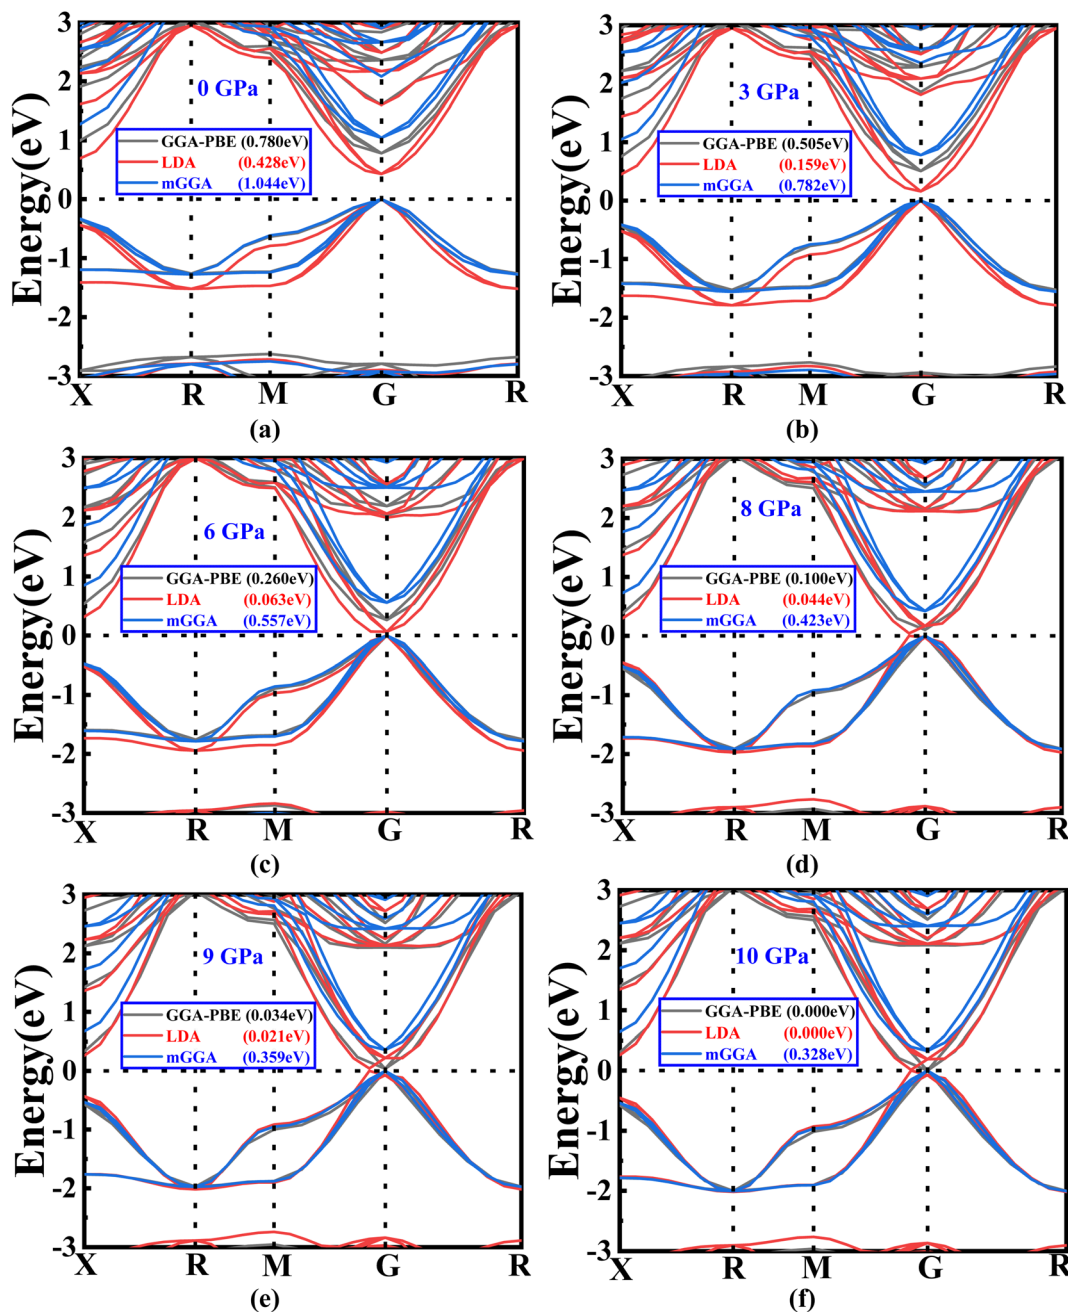 3
2
1
0
-1
-2
-3
Energy(eV)
0 GPa
GGA-PBE (0.780eV)
LDA (0.428eV)
mGGA (1.044eV)
X R M G R
(a)
3
2
1
0
-1
-2
-3
Energy(eV)
3 GPa
GGA-PBE (0.505eV)
LDA (0.159eV)
mGGA (0.782eV)
X R M G R
(b)
3
2
1
0
-1
-2
-3
Energy(eV)
6 GPa
GGA-PBE (0.260eV)
LDA (0.063eV)
mGGA (0.557eV)
X R M G R
(c)
3
2
1
0
-1
-2
-3
Energy(eV)
8 GPa
GGA-PBE (0.100eV)
LDA (0.044eV)
mGGA (0.423eV)
X R M G R
(d)
3
2
1
0
-1
-2
-3
Energy(eV)
9 GPa
GGA-PBE (0.034eV)
LDA (0.021eV)
mGGA (0.359eV)
X R M G R
(e)
3
2
1
0
-1
-2
-3
Energy(eV)
10 GPa
GGA-PBE (0.000eV)
LDA (0.000eV)
mGGA (0.328eV)
X R M G R
(f)